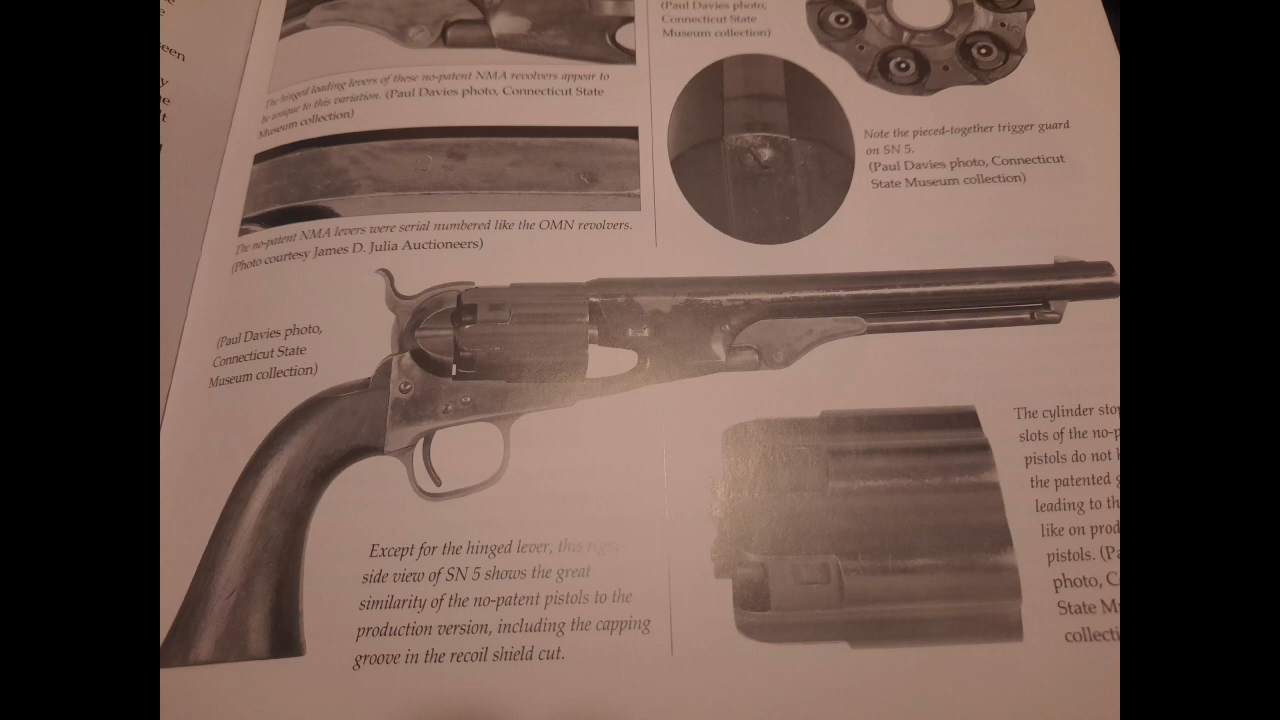 een
y
e
(Paul Davies photo,
Connecticut State
Museum collection)
The hinged loading levers of these no-patent NMA revolvers appear to
be unique to this variation. (Paul Davies photo, Connecticut State
Museum collection)
Note the pieced-together trigger guard
on SN 5.
(Paul Davies photo, Connecticut
State Museum collection)
The no-patent NMA levers were serial numbered like the OMN revolvers.
(Photo courtesy James D. Julia Auctioneers)
(Paul Davies photo,
Connecticut State
Museum collection)
The cylinder sto
slots of the no-p
pistols do not
the patented g
leading to th
like on prod
pistols. (Pa
photo, C
State M
collecti
Except for the hinged lever, this
side view of SN 5 shows the great
similarity of the no-patent pistols to the
production version, including the capping
groove in the recoil shield cut.